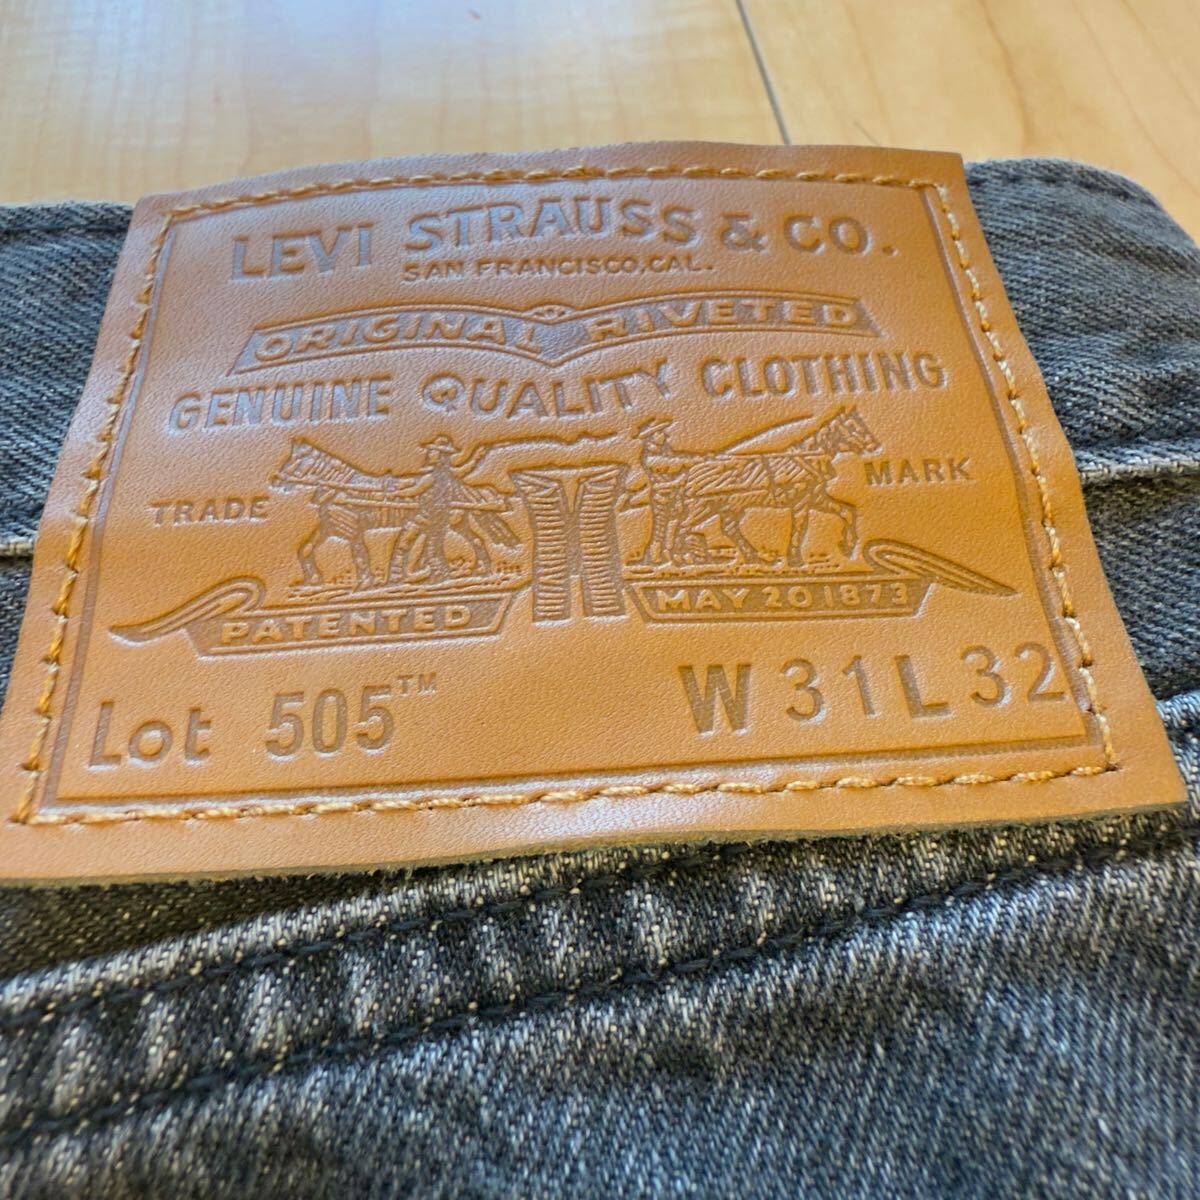 LEVI STRAUSS & CO.
SAN FRANCISCO, CAL.
ORIGINAL RIVETED
GENUINE QUALITY CLOTHING
TRADE MARK
PATENTED MAY 20 1873
Lot 505™ W 31 L 32